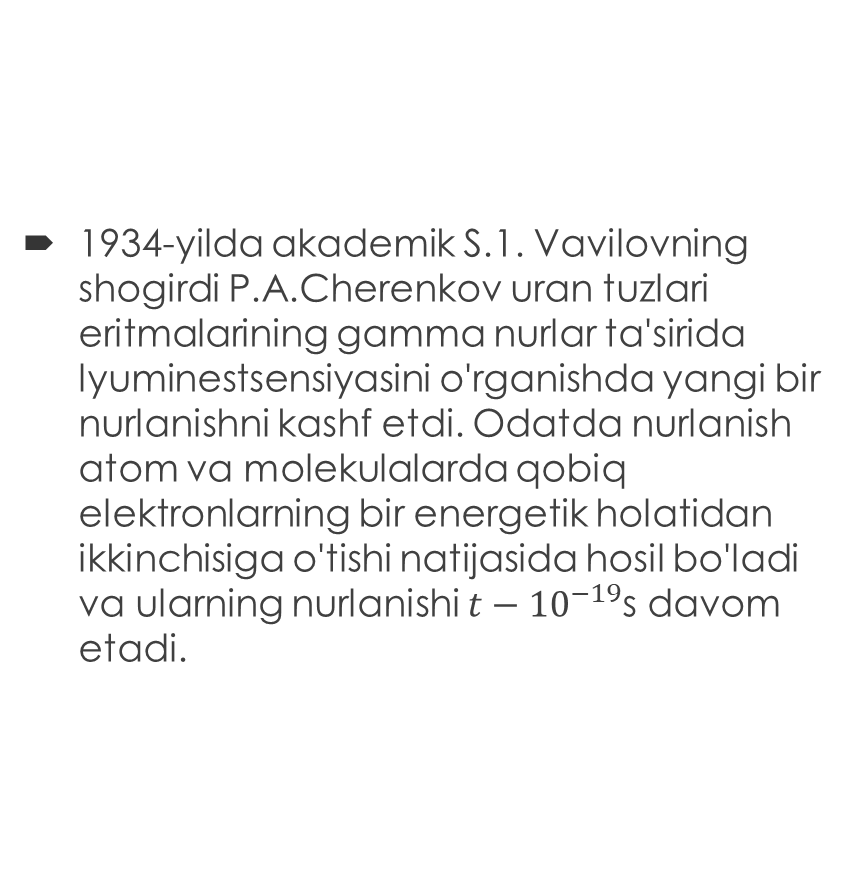 1934-yilda akademik S.1. Vavilovning
shogirdi P.A.Cherenkov uran tuzlari
eritmalarining gamma nurlar ta'sirida
lyuminestsensiyasini o'rganishda yangi bir
nurlanishni kashf etdi. Odatda nurlanish
atom va molekulalarda qobiq
elektronlarning bir energetik holatidan
ikkinchisiga o'tishi natijasida hosil bo'ladi
va ularning nurlanishi t − 10⁻¹⁹s davom
etadi.